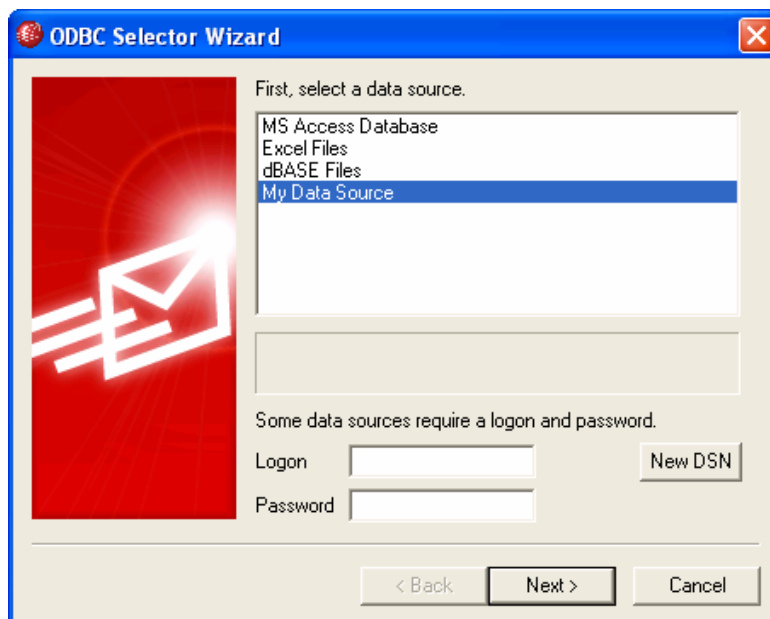 ODBC Selector Wizard
First, select a data source.
MS Access Database
Excel Files
dBASE Files
My Data Source
Some data sources require a logon and password.
Logon
New DSN
Password
< Back
Next >
Cancel